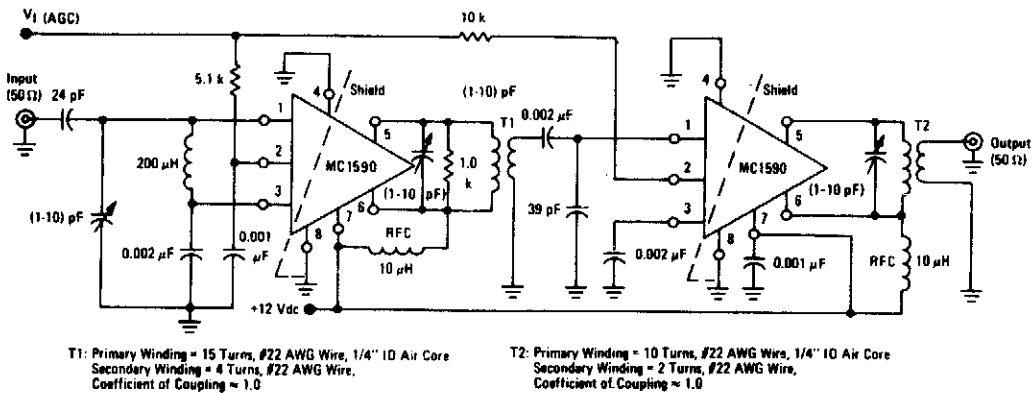 V1 (AGC)
10 k
5.1 k
Input
(50 Ω)
24 pF
4
Shield
(1-10) pF
T1
0.002 μF
4
Shield
T2
Output
(50 Ω)
1
5
1
5
200 μH
2
MC1590
1.0
k
2
MC1590
(1-10 pF)
3
(1-10) pF)
6
3
6
(1-10) pF
39 pF
8
7
8
7
RFC
0.002 μF
0.001
μF
10 μH
0.002 μF
0.001 μF
RFC
10 μH
+12 Vdc
T1: Primary Winding = 15 Turns, #22 AWG Wire, 1/4" ID Air Core
Secondary Winding = 4 Turns, #22 AWG Wire,
Coefficient of Coupling ≈ 1.0
T2: Primary Winding = 10 Turns, #22 AWG Wire, 1/4" ID Air Core
Secondary Winding = 2 Turns, #22 AWG Wire,
Coefficient of Coupling ≈ 1.0